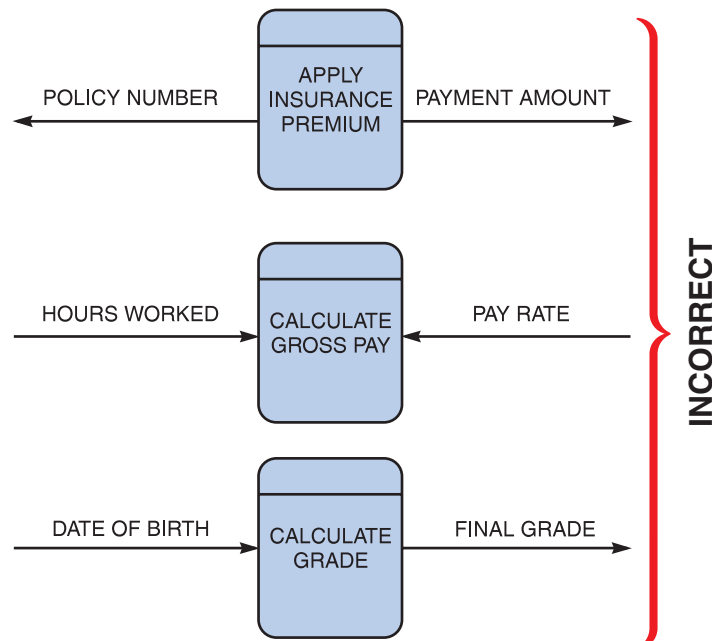 POLICY NUMBER
APPLY
INSURANCE
PREMIUM
PAYMENT AMOUNT
HOURS WORKED
CALCULATE
GROSS PAY
PAY RATE
DATE OF BIRTH
CALCULATE
GRADE
FINAL GRADE
INCORRECT